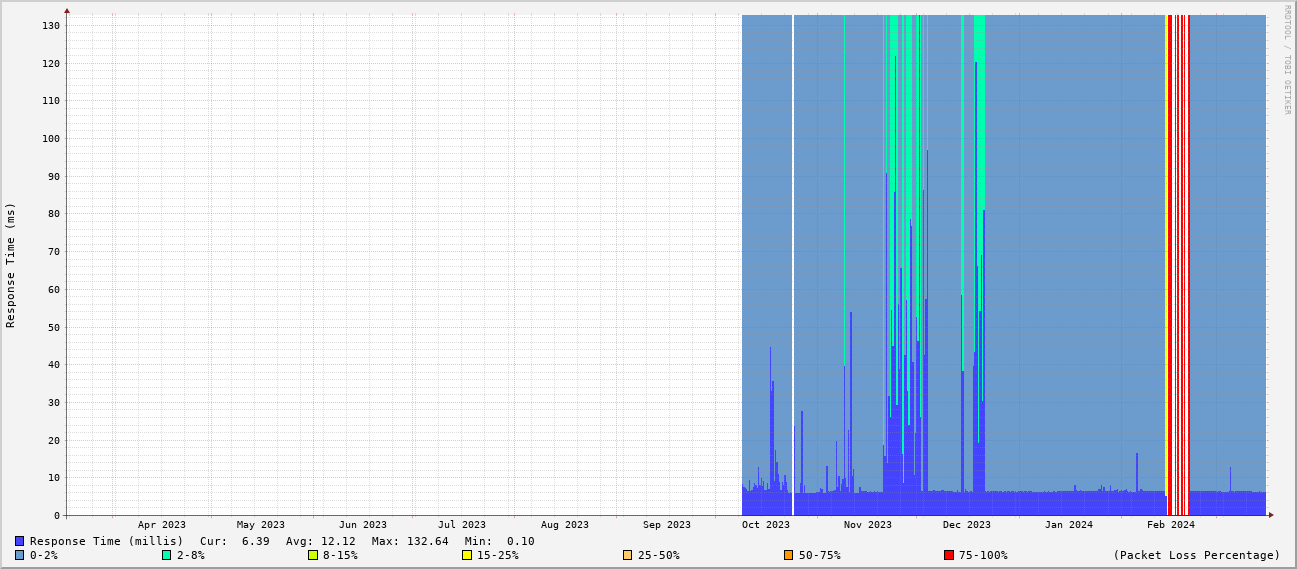 RRDTOOL / TOBI OETIKER
Response Time (ms)
130
120
110
100
90
80
70
60
50
40
30
20
10
0
Apr 2023 May 2023 Jun 2023 Jul 2023 Aug 2023 Sep 2023 Oct 2023 Nov 2023 Dec 2023 Jan 2024 Feb 2024
Response Time (millis) Cur: 6.39 Avg: 12.12 Max: 132.64 Min: 0.10
0-2% 2-8% 8-15% 15-25% 25-50% 50-75% 75-100% (Packet Loss Percentage)